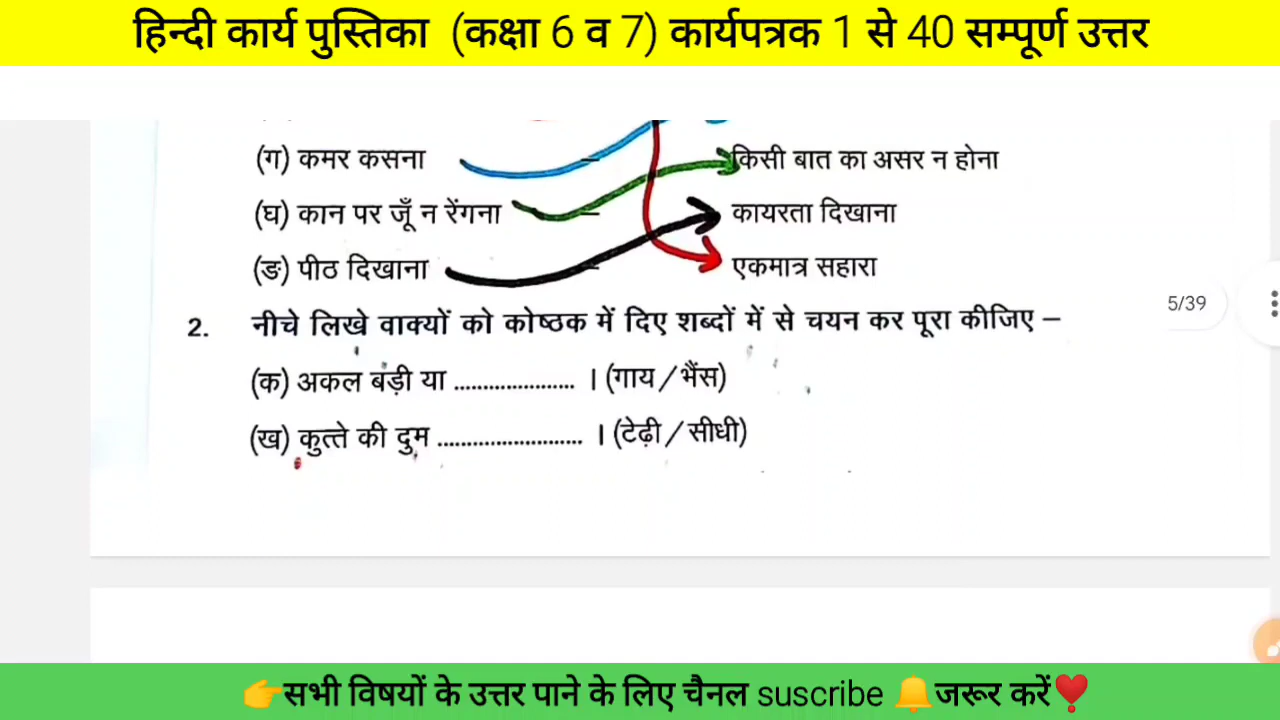 हिन्दी कार्य पुस्तिका (कक्षा 6 व 7) कार्यपत्रक 1 से 40 सम्पूर्ण उत्तर
(ग) कमर कसना किसी बात का असर न होना
(घ) कान पर जूँ न रेंगना कायरता दिखाना
(ङ) पीठ दिखाना एकमात्र सहारा
5/39
2. नीचे लिखे वाक्यों को कोष्ठक में दिए शब्दों में से चयन कर पूरा कीजिए –
(क) अकल बड़ी या ..................... । (गाय / भैंस)
(ख) कुत्ते की दुम ......................... । (टेढ़ी / सीधी)
👉सभी विषयों के उत्तर पाने के लिए चैनल suscribe 🔔जरूर करें❣️